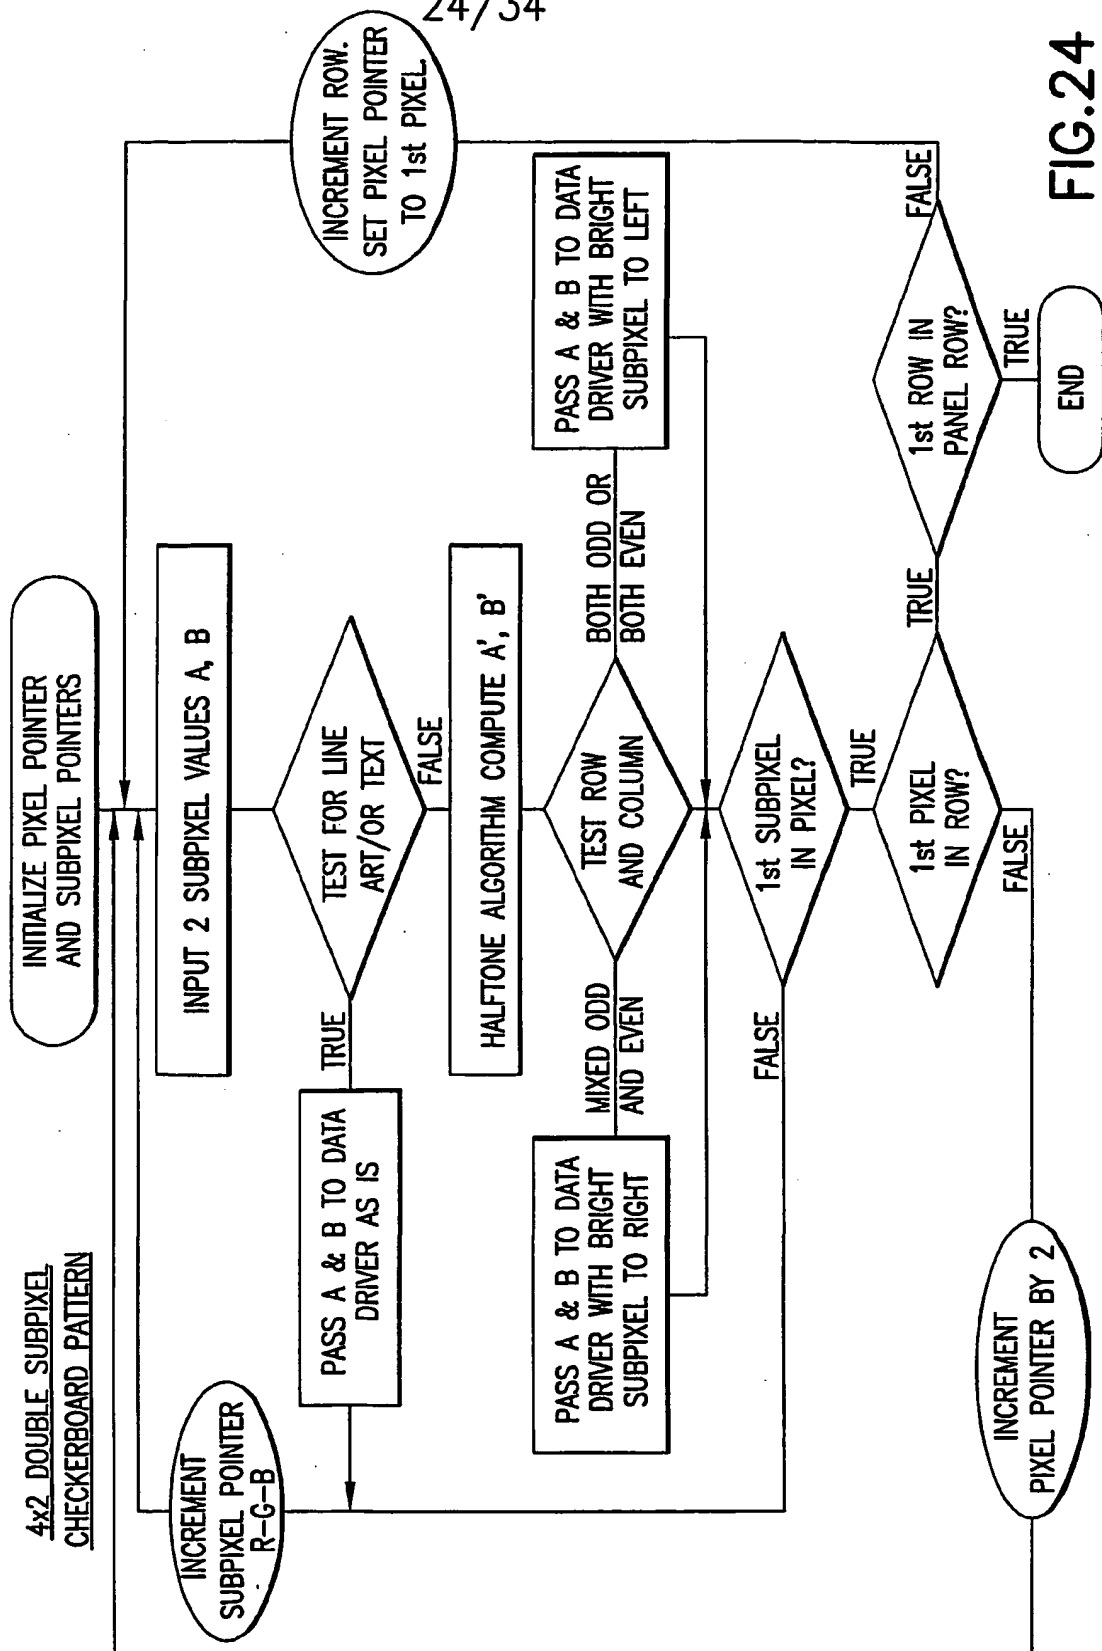 24/34
4x2 DOUBLE SUBPIXEL
CHECKERBOARD PATTERN
INITIALIZE PIXEL POINTER
AND SUBPIXEL POINTERS
INCREMENT ROW.
SET PIXEL POINTER
TO 1st PIXEL.
INCREMENT
SUBPIXEL POINTER
R-G-B
INPUT 2 SUBPIXEL VALUES A, B
TEST FOR LINE
ART/OR TEXT
TRUE
FALSE
PASS A & B TO DATA
DRIVER AS IS
HALFTONE ALGORITHM COMPUTE A', B'
TEST ROW
AND COLUMN
MIXED ODD
AND EVEN
BOTH ODD OR
BOTH EVEN
PASS A & B TO DATA
DRIVER WITH BRIGHT
SUBPIXEL TO RIGHT
PASS A & B TO DATA
DRIVER WITH BRIGHT
SUBPIXEL TO LEFT
1st SUBPIXEL
IN PIXEL?
FALSE
TRUE
1st PIXEL
IN ROW?
TRUE
FALSE
1st ROW IN
PANEL ROW?
FALSE
TRUE
END
INCREMENT
PIXEL POINTER BY 2
FIG.24